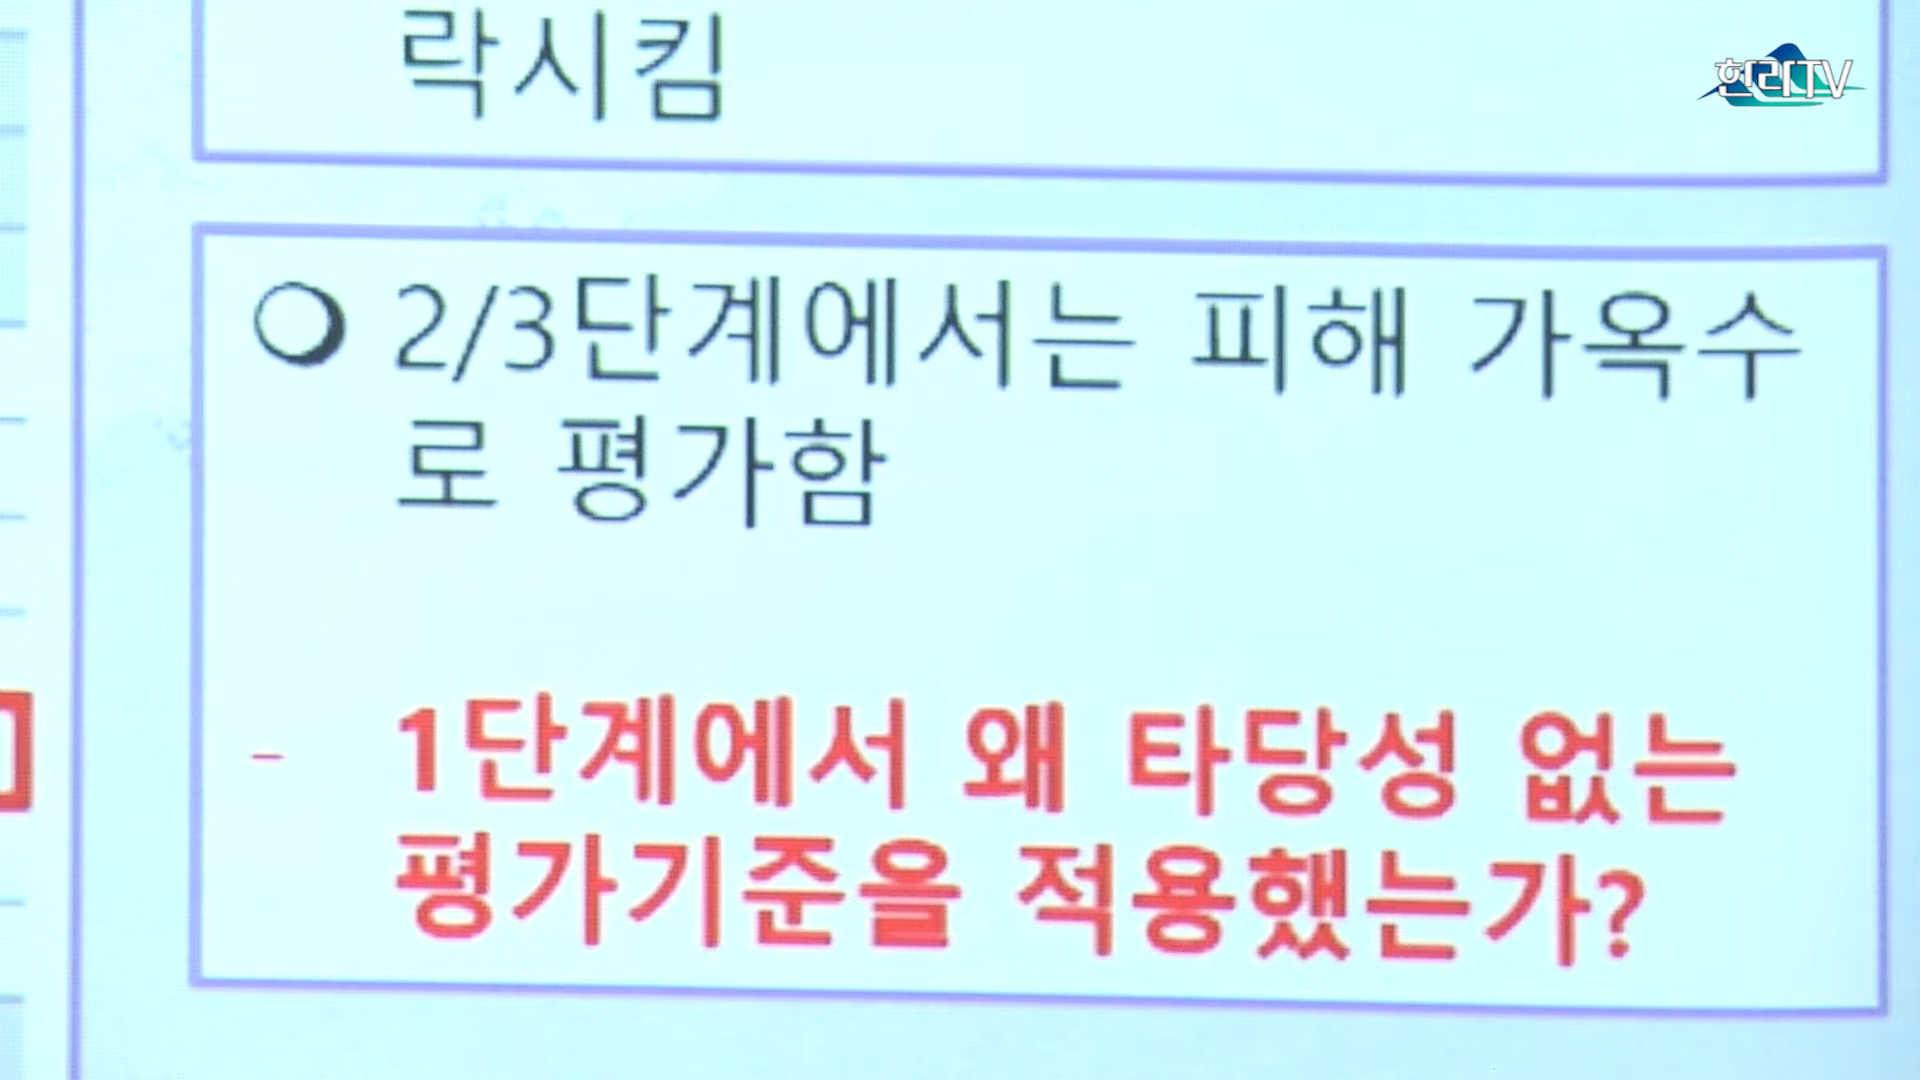 락시킴
한라TV
❍ 2/3단계에서는 피해 가옥수
로 평가함
- 1단계에서 왜 타당성 없는
평가기준을 적용했는가?